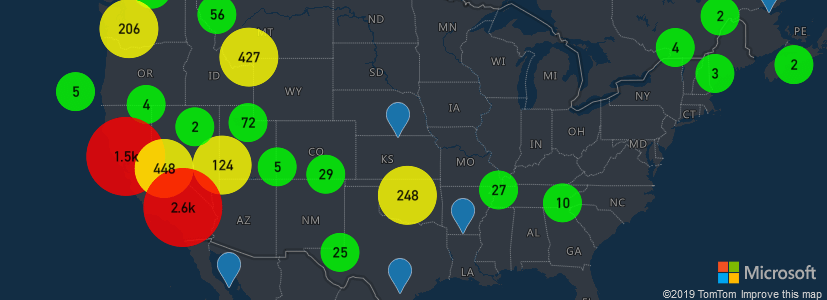 56
2
206
MT
ND
MN
PE
427
4
2
3
OR
ID
SD
WI
MI
5
WY
NY
4
IA
CT
2
72
OH
MD
IN
1.5k
448
124
5
29
CO
KS
MO
2.6k
248
27
10
NC
AZ
NM
AL
GA
25
LA
Microsoft
©2019 TomTom Improve this map